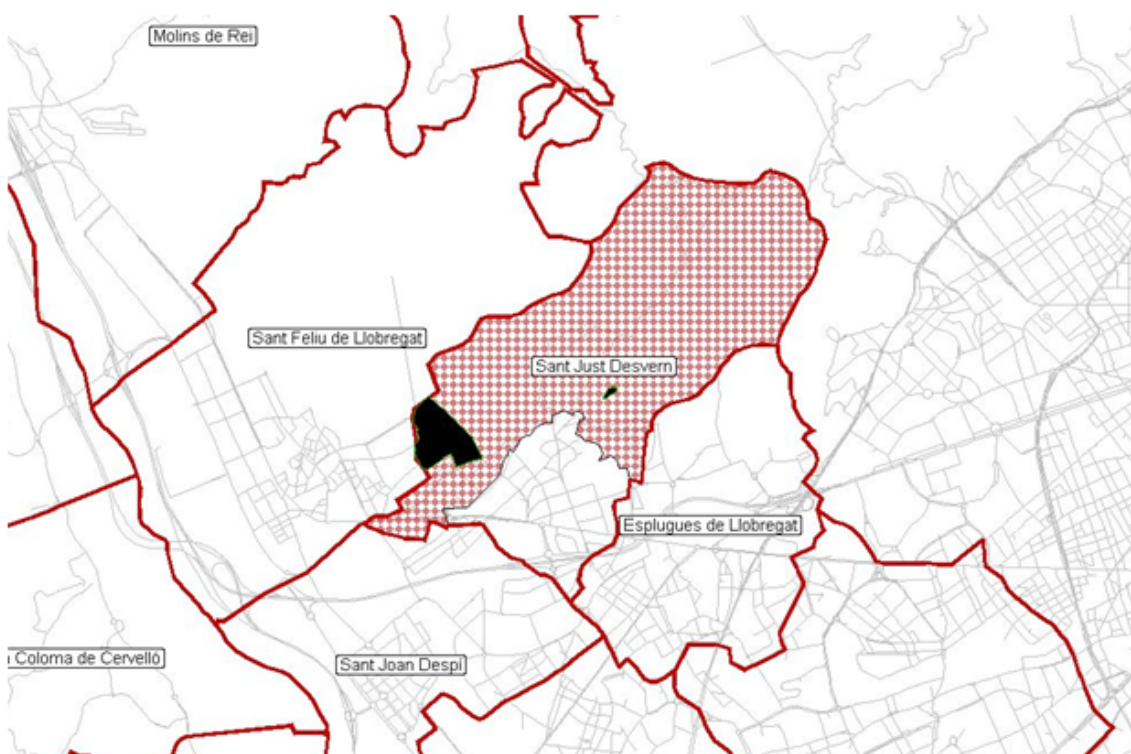 Molins de Rei
Sant Feliu de Llobregat
Sant Just Desvern
Esplugues de Llobregat
Coloma de Cervelló
Sant Joan Despí